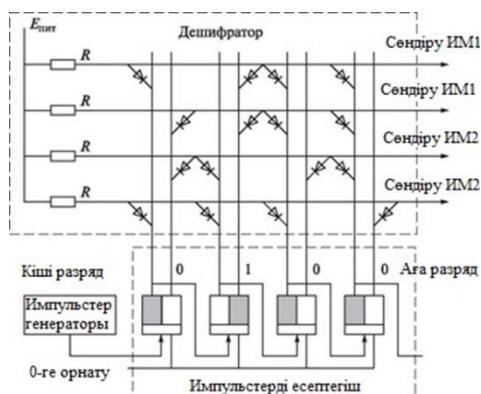 Eпит
Дешифратор
R
Сөндіру ИМ1
R
Сөндіру ИМ1
R
Сөндіру ИМ2
R
Сөндіру ИМ2
Кіші разряд
0
1
0
0
Аға разряд
Импульстер
генераторы
0-ге орнату
Импульстерді есептегіш